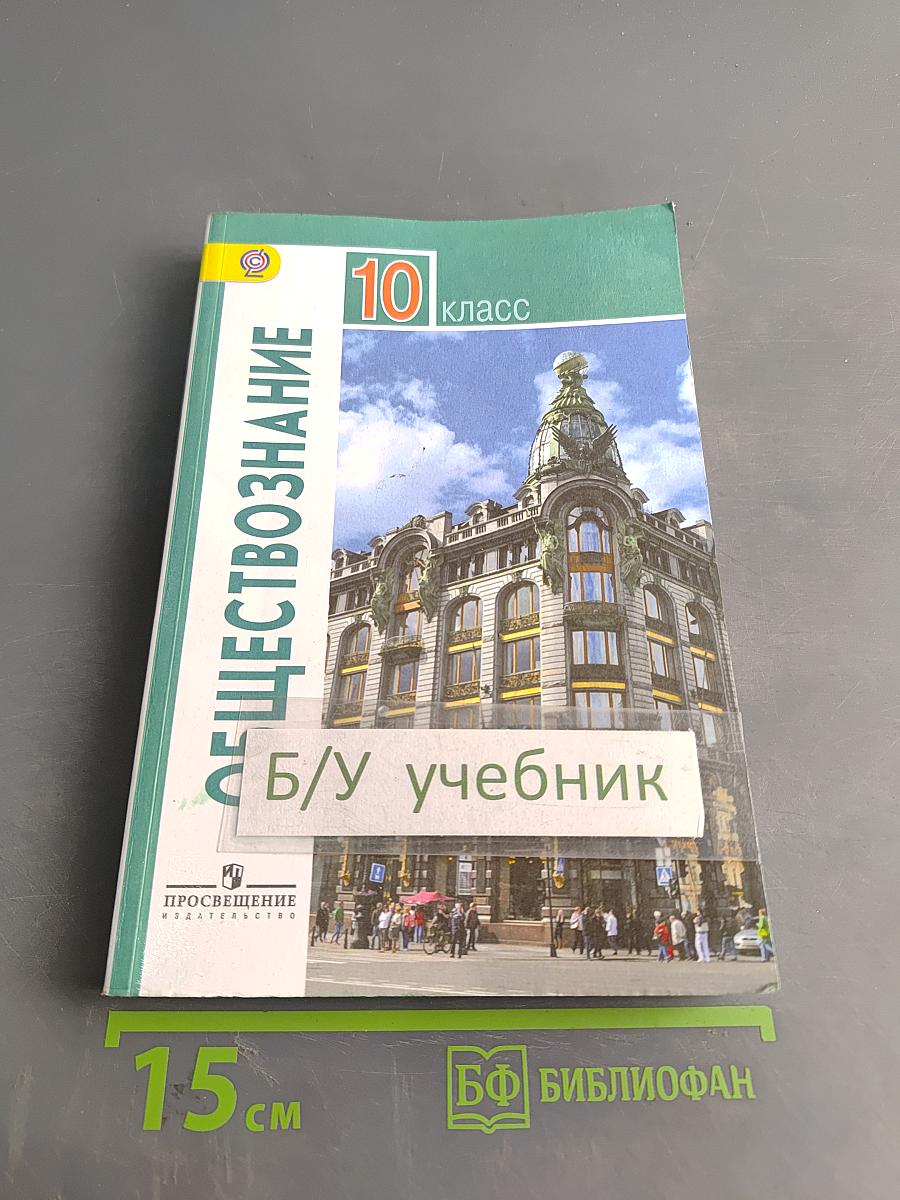 10 класс
ОБЩЕСТВОЗНАНИЕ
Б/У учебник
ПРОСВЕЩЕНИЕ
ИЗДАТЕЛЬСТВО
15 см
БФ БИБЛИОФАН